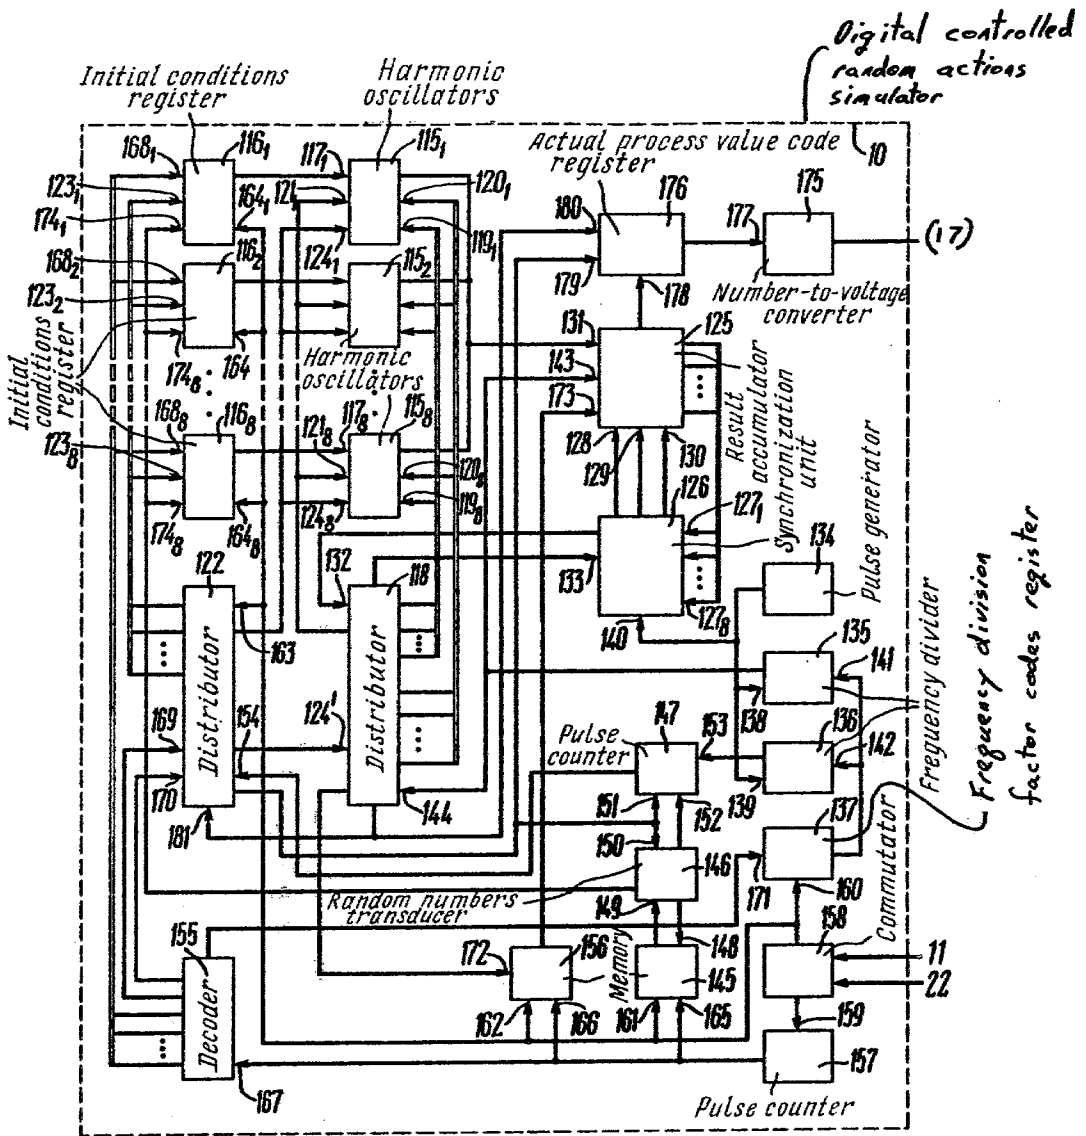 Digital controlled
random actions
simulator
Initial conditions
register
Harmonic
oscillators
Actual process value code
register
10
168₁
116₁
117₁
115₁
123₁
121₁
120₁
174₁
164₁
124₁
119₁
180
176
177
175
(17)
179
178
168₂
116₂
115₂
123₂
Number-to-voltage
converter
131
125
143
173
174₈
164
Harmonic
oscillators
Initial
conditions
register
168₈
116₈
117₈
115₈
121₈
123₈
120₈
119₈
124₈
174₈
164₈
128
129
130
Result
accumulator
Synchronization
unit
126
127₁
127₈
122
132
118
133
134
Pulse generator
140
163
Distributor
Distributor
135
141
138
Frequency divider
Frequency division
factor codes register
169
154
124'
147
153
136
142
Pulse
counter
139
170
181
144
151
152
137
150
146
171
160
Random numbers
transducer
149
148
158
Commutator
155
172
156
Memory
145
11
22
Decoder
162
166
161
165
159
157
167
Pulse counter